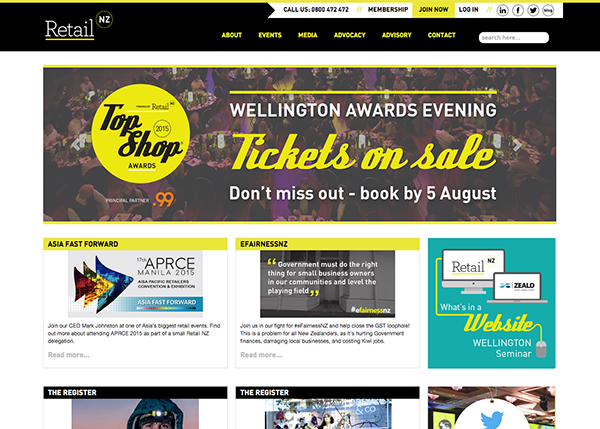 CALL US: 0800 472 472 // MEMBERSHIP JOIN NOW LOGIN // in f blog
Retail NZ
ABOUT EVENTS MEDIA ADVOCACY ADVISORY CONTACT search here...
POWERED BY Retail NZ
Top Shop
2015
AWARDS
PRINCIPAL PARTNER .99
WELLINGTON AWARDS EVENING
Tickets on sale
Don't miss out - book by 5 August
ASIA FAST FORWARD
17th APRCE
MANILA 2015
ASIA PACIFIC RETAILERS
CONVENTION & EXHIBITION
ASIA FAST FORWARD
Join our CEO Mark Johnston at one of Asia's biggest retail events. Find
out more about attending APRCE 2015 as part of a small Retail NZ
delegation.
Read more...
EFAIRNESSNZ
“Government must do the right
thing for small business owners
in our communities and level the
playing field”
#efairnessnz
Join us in our fight for #eFairnessNZ and help close the GST loophole!
This is a problem for all New Zealanders, as it's hurting Government
finances, damaging local businesses, and costing Kiwi jobs.
Read more...
Retail NZ
ZEALD
What's in a
Website
WELLINGTON
Seminar
THE REGISTER
THE REGISTER
& CO